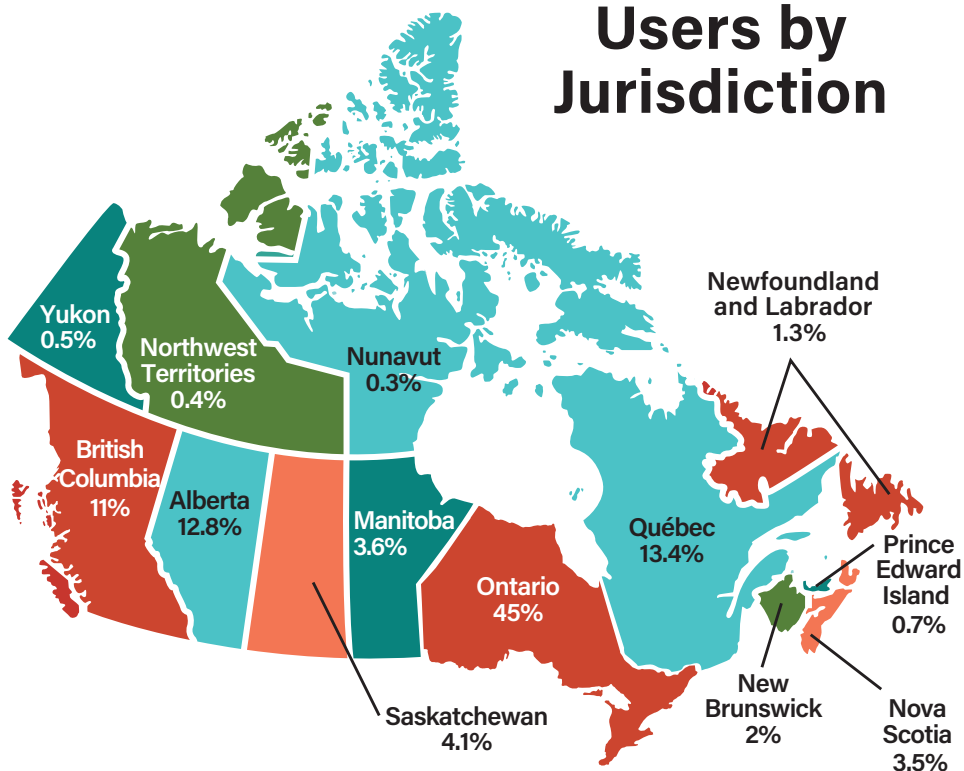 Users by
Jurisdiction
Newfoundland
and Labrador
1.3%
Yukon
0.5%
Northwest
Territories
0.4%
Nunavut
0.3%
British
Columbia
11%
Alberta
12.8%
Manitoba
3.6%
Ontario
45%
Québec
13.4%
Prince
Edward
Island
0.7%
Saskatchewan
4.1%
New
Brunswick
2%
Nova
Scotia
3.5%